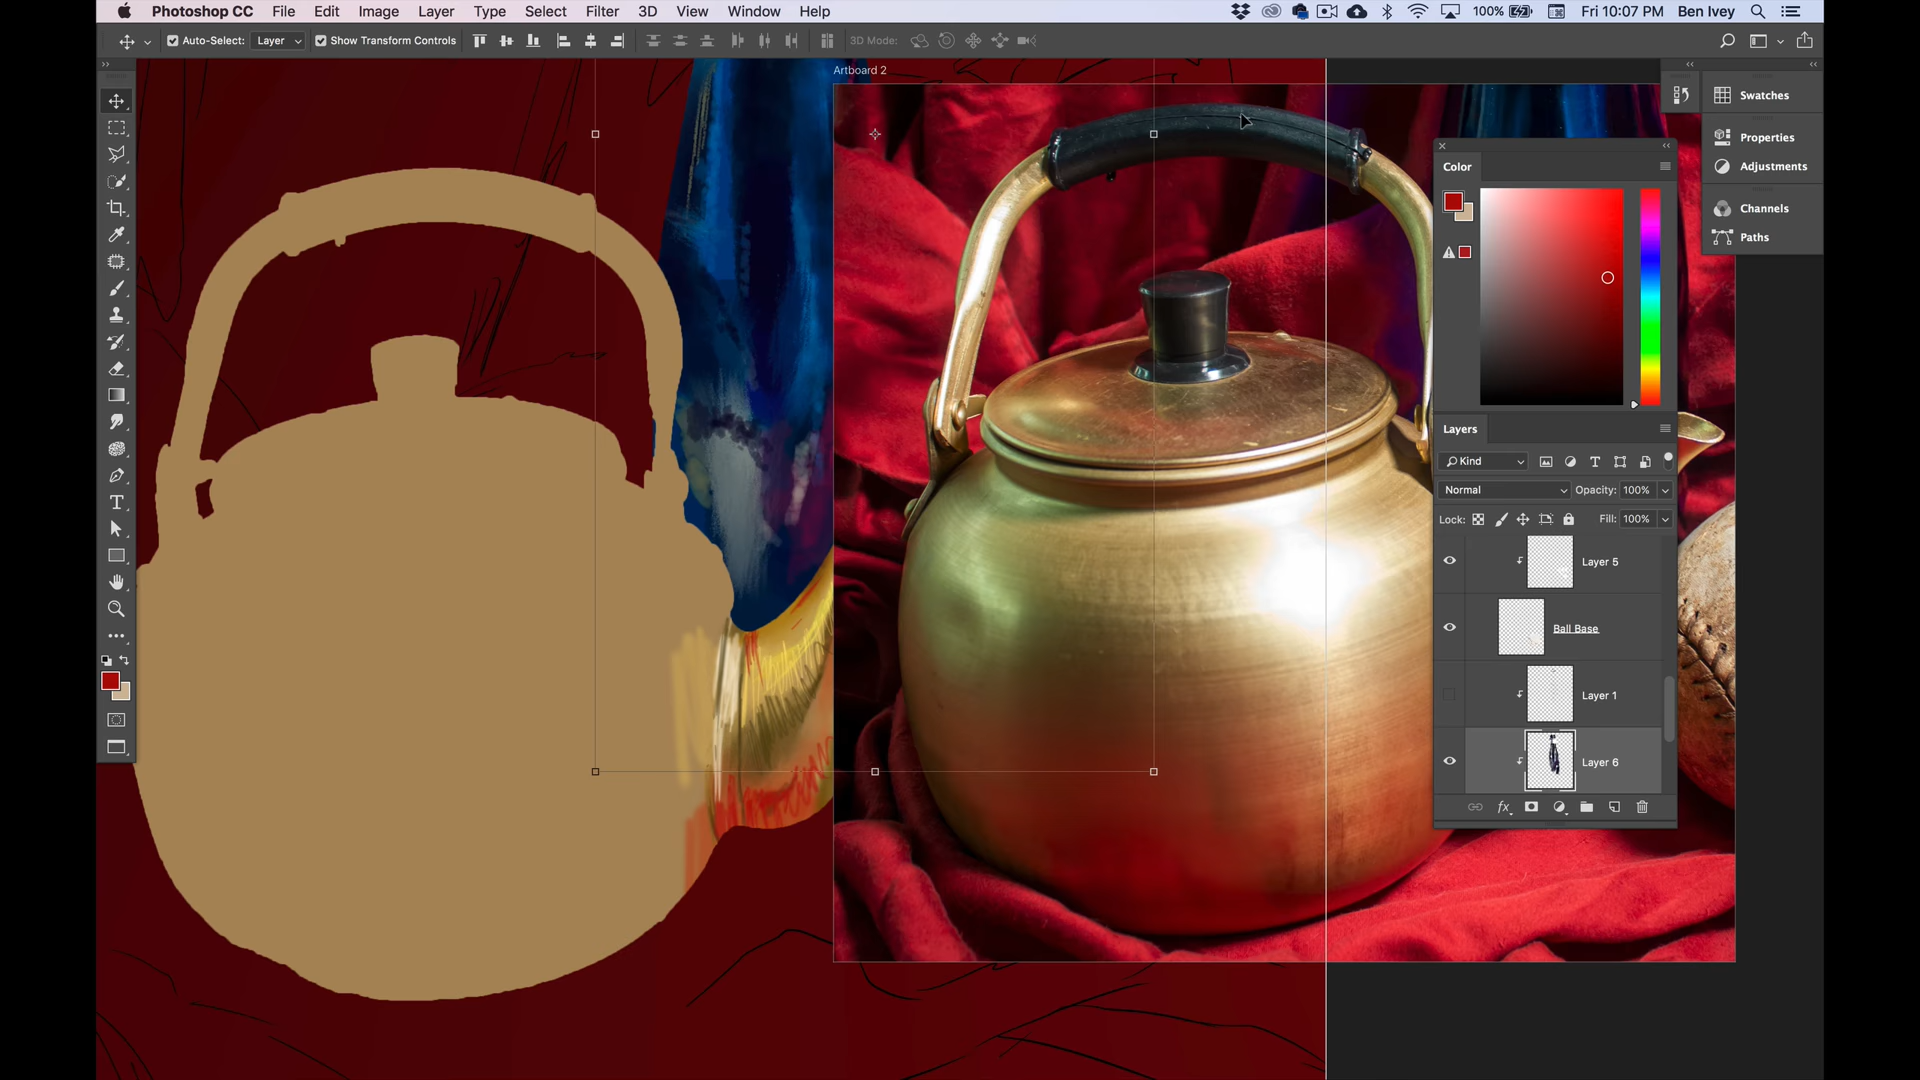 Photoshop CC File Edit Image Layer Type Select Filter 3D View Window Help 100% Fri 10:07 PM Ben Ivey
Auto-Select: Layer Show Transform Controls 3D Mode:
Artboard 2
Swatches
Properties
Adjustments
Channels
Paths
Color
Layers
Kind
Normal Opacity: 100%
Lock: Fill: 100%
Layer 5
Ball Base
Layer 1
Layer 6
fx